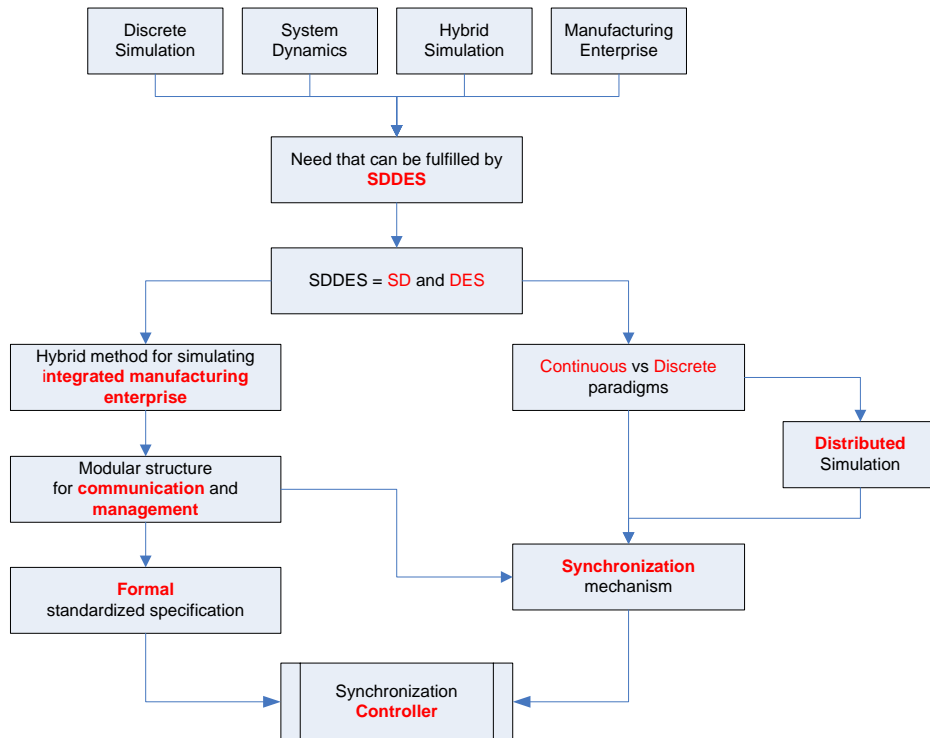 Discrete
Simulation
System
Dynamics
Hybrid
Simulation
Manufacturing
Enterprise
Need that can be fulfilled by
SDDES
SDDES = SD and DES
Hybrid method for simulating
integrated manufacturing
enterprise
Continuous vs Discrete
paradigms
Distributed
Simulation
Modular structure
for communication and
management
Formal
standardized specification
Synchronization
mechanism
Synchronization
Controller